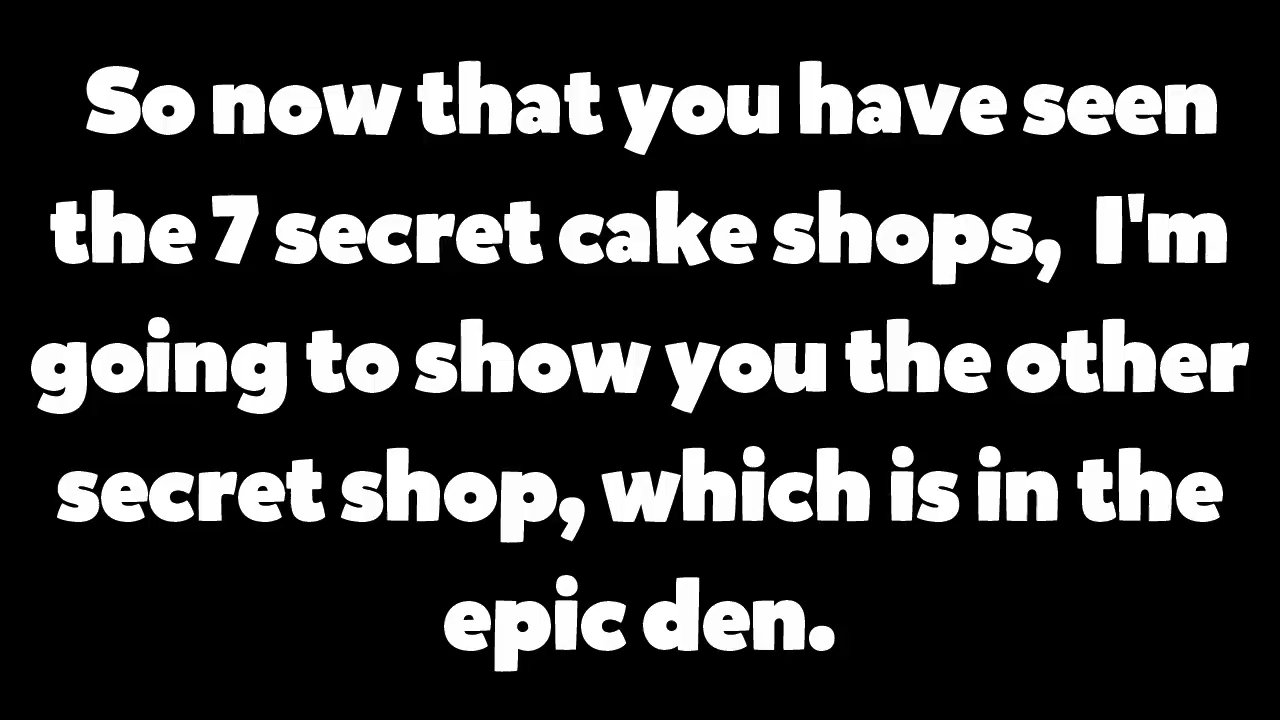 So now that you have seen
the 7 secret cake shops,  I'm
going to show you the other
secret shop, which is in the
epic den.